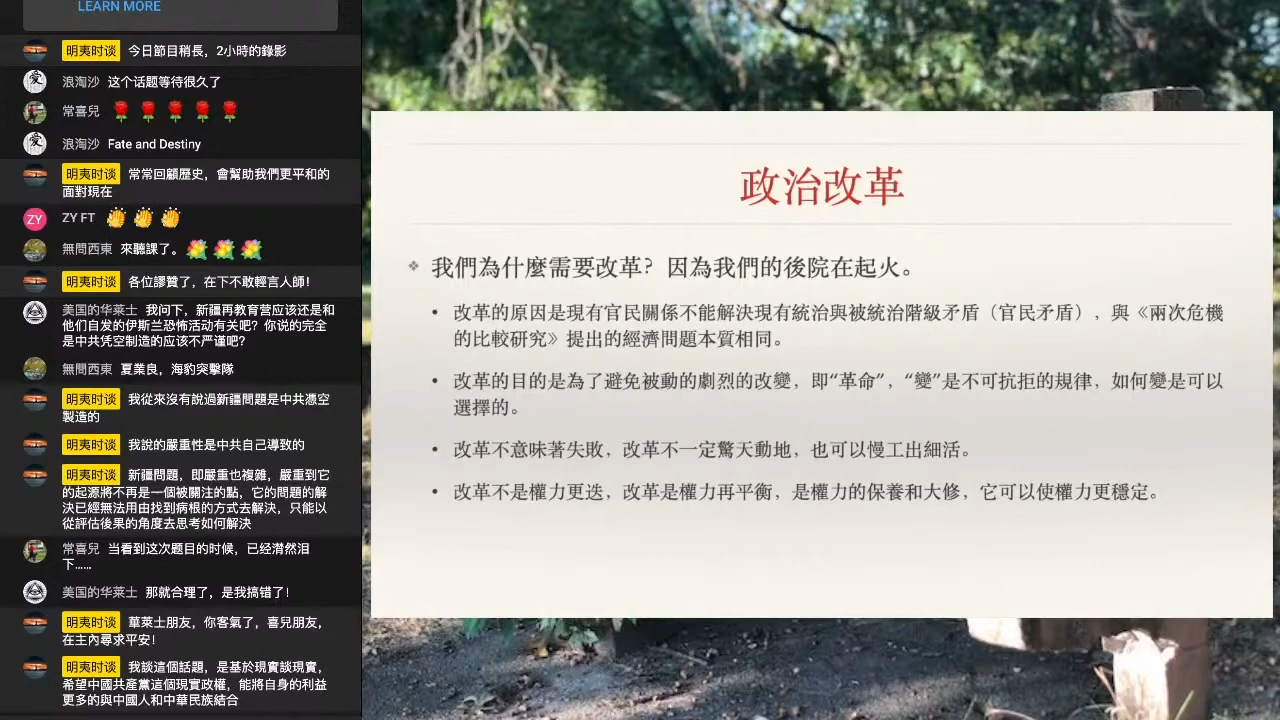 LEARN MORE
明夷时谈 今日節目稍長，2小時的錄影
浪淘沙 这个话题等待很久了
常喜兒
浪淘沙 Fate and Destiny
明夷时谈 常常回顧歷史，會幫助我們更平和的
面對現在
ZY
ZY FT
無問西東 來聽課了。
明夷时谈 各位謬贊了，在下不敢輕言人師！
美国的华莱士 我问下，新疆再教育营应该还是和
他们自发的伊斯兰恐怖活动有关吧？你说的完全
是中共凭空制造的应该不严谨吧？
無問西東 夏業良，海豹突擊隊
明夷时谈 我從來沒有說過新疆問題是中共憑空
製造的
明夷时谈 我說的嚴重性是中共自己導致的
明夷时谈 新疆問題，即嚴重也複雜，嚴重到它
的起源將不再是一個被關注的點，它的問題的解
決已經無法用由找到病根的方式去解決，只能以
從評估後果的角度去思考如何解決
常喜兒 当看到这次题目的时候，已经潸然泪
下……
美国的华莱士 那就合理了，是我搞错了！
明夷时谈 華萊士朋友，你客氣了，喜兒朋友，
在主內尋求平安！
明夷时谈 我談這個話題，是基於現實談現實，
希望中國共產黨這個現實政權，能將自身的利益
更多的與中國人和中華民族結合
政治改革
我們為什麼需要改革？因為我們的後院在起火。
改革的原因是現有官民關係不能解決現有統治與被統治階級矛盾（官民矛盾），與《兩次危機
的比較研究》提出的經濟問題本質相同。
改革的目的是為了避免被動的劇烈的改變，即“革命”，“變”是不可抗拒的規律，如何變是可以
選擇的。
改革不意味著失敗，改革不一定驚天動地，也可以慢工出細活。
改革不是權力更迭，改革是權力再平衡，是權力的保養和大修，它可以使權力更穩定。